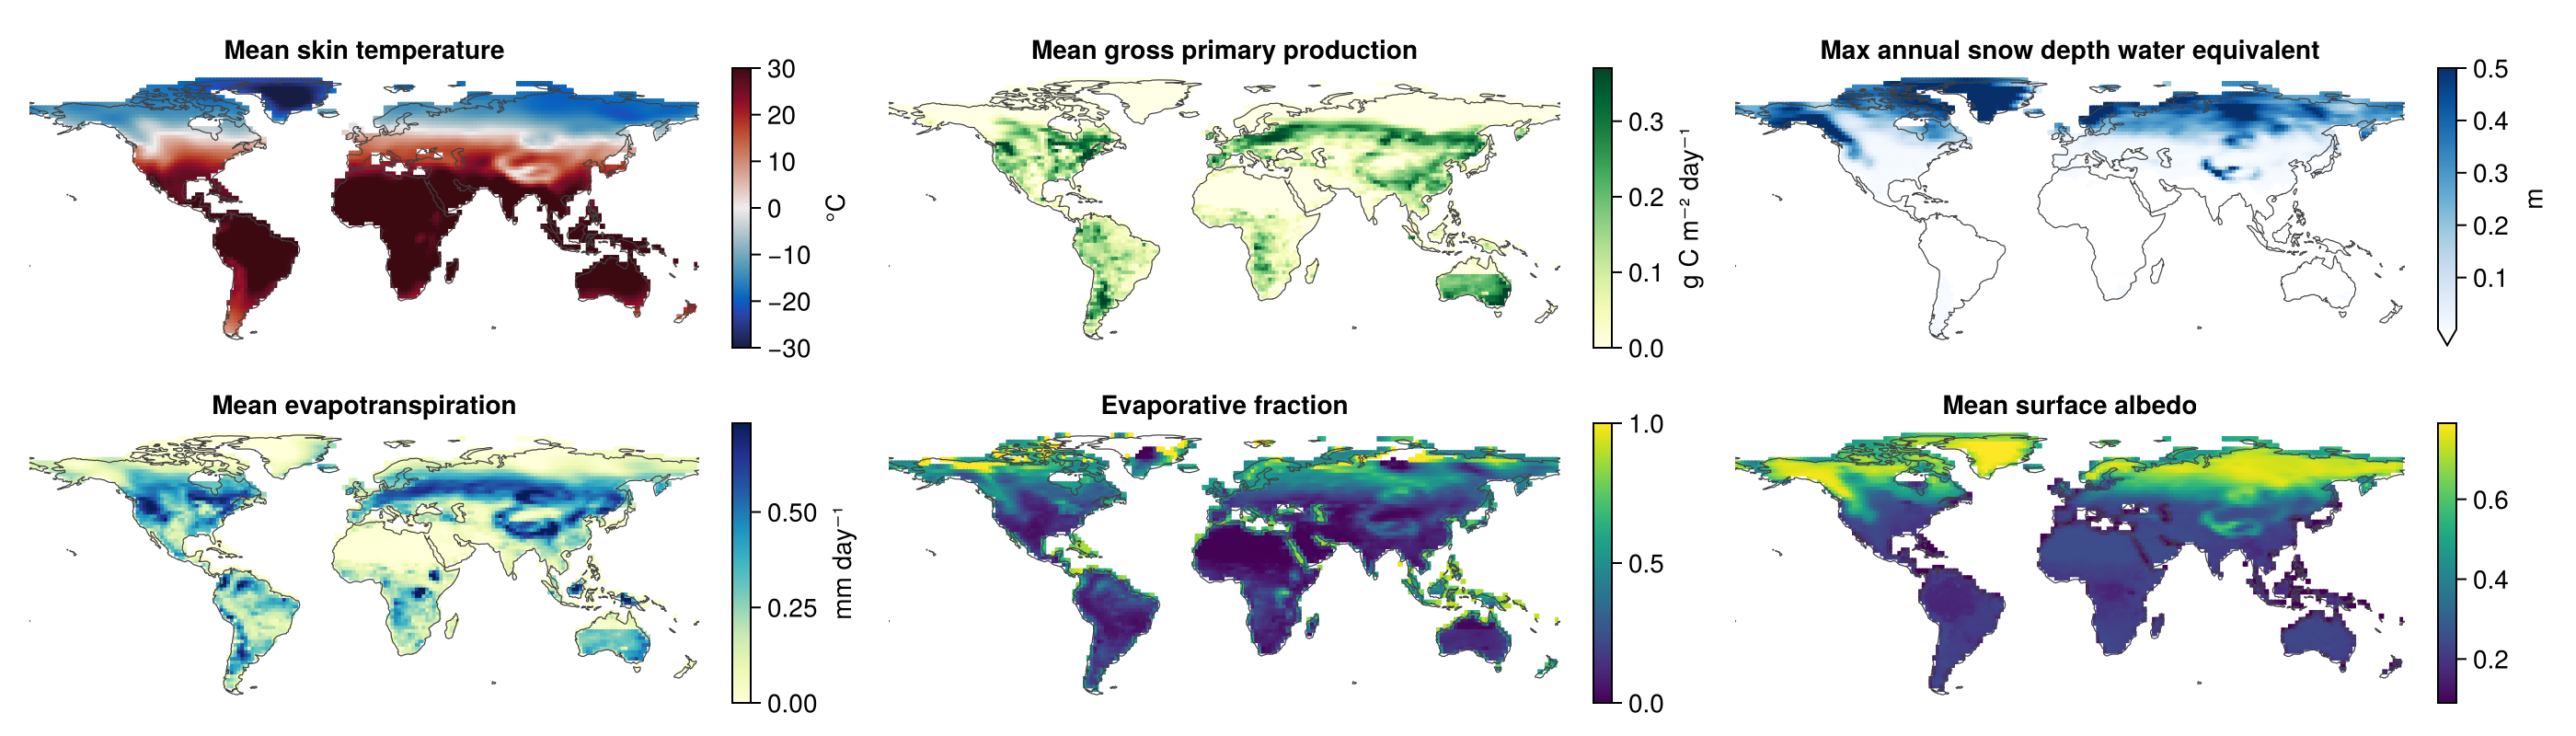 Mean skin temperature
30
20
10
0
−10
−20
−30
°C
Mean gross primary production
0.3
0.2
0.1
0.0
g C m⁻² day⁻¹
Max annual snow depth water equivalent
0.5
0.4
0.3
0.2
0.1
m
Mean evapotranspiration
0.50
0.25
0.00
mm day⁻¹
Evaporative fraction
1.0
0.5
0.0
Mean surface albedo
0.6
0.4
0.2